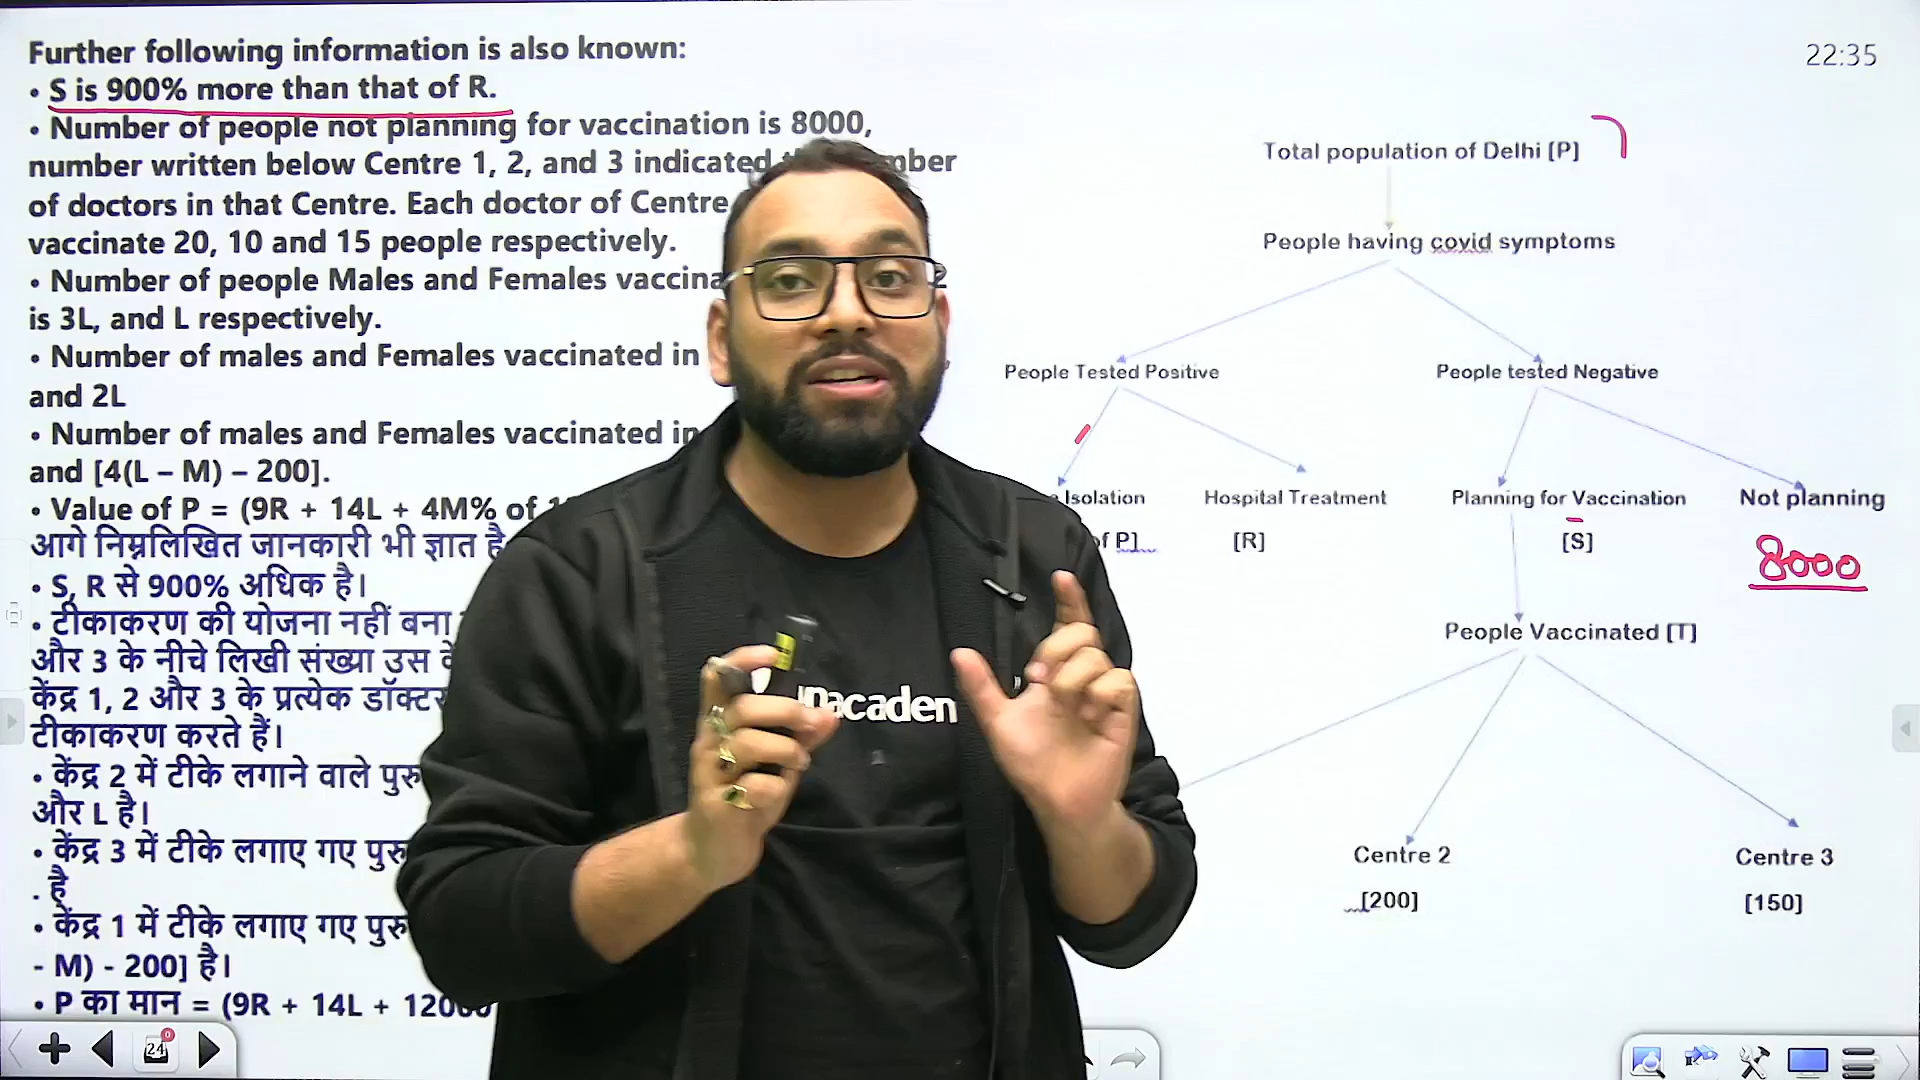 Further following information is also known:
• S is 900% more than that of R.
• Number of people not planning for vaccination is 8000,
number written below Centre 1, 2, and 3 indicated
of doctors in that Centre. Each doctor of Centre
vaccinate 20, 10 and 15 people respectively.
• Number of people Males and Females 2
is 3L, and L respectively.
• Number of males and Females vaccinated in
and 2L
• Number of males and Females vaccinated in
and [4(L – M) – 200].
• Value of P = (9R + 14L + 4M% of
आगे निम्नलिखित जानकारी भी ज्ञात है
• S, R से 900% अधिक है।
• टीकाकरण की योजना नहीं बना
और 3 के नीचे लिखी संख्या उस
केंद्र 1, 2 और 3 के प्रत्येक
टीकाकरण करते हैं।
• केंद्र 2 में टीके लगाने वाले
और L है।
• केंद्र 3 में टीके लगाए गए
. है
• केंद्र 1 में टीके लगाए गए
- M) - 200] है।
• P का मान = (9R + 14L +
22:35
Total population of Delhi [P]
People having covid symptoms
People Tested Positive
People tested Negative
Isolation
Hospital Treatment
Planning for Vaccination
Not planning
of P]
[R]
[S]
8000
People Vaccinated [T]
Centre 2
Centre 3
[200]
[150]
24
0